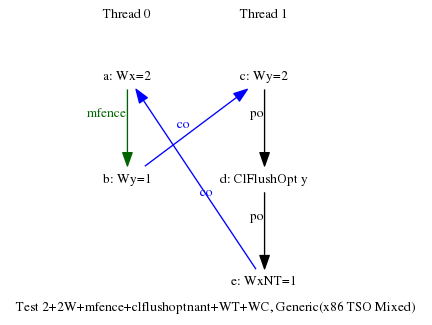 Thread 0 Thread 1
a: Wx=2 c: Wy=2
mfence po
co
b: Wy=1 d: ClFlushOpt y
co
po
e: WxNT=1
Test 2+2W+mfence+clflushoptnant+WT+WC, Generic(x86 TSO Mixed)